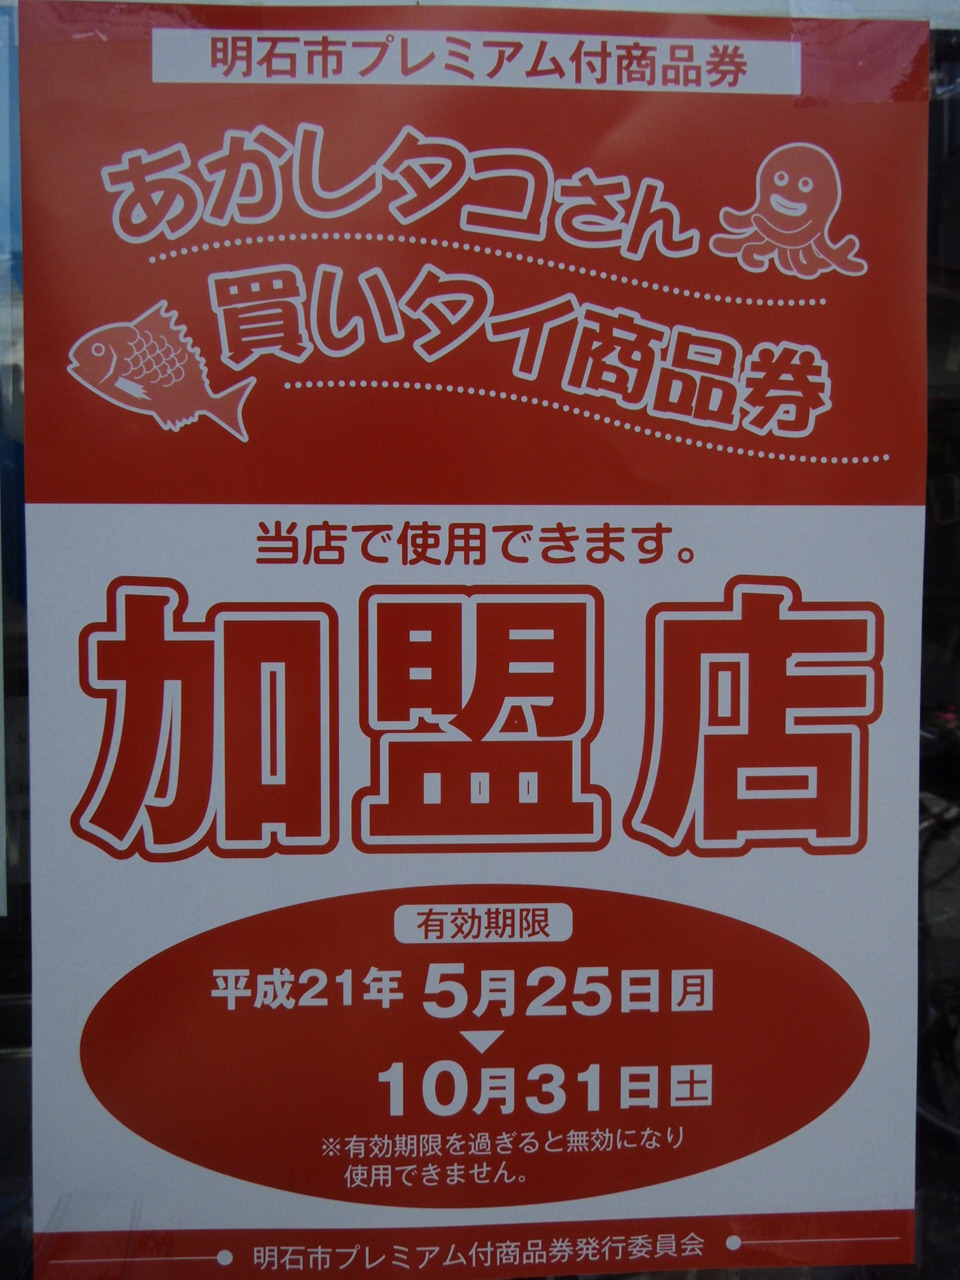 明石市プレミアム付商品券
あかしタコさん
買いタイ商品券
当店で使用できます。
加盟店
有効期限
平成21年 5月25日月
▼
10月31日土
※有効期限を過ぎると無効になり
使用できません。
明石市プレミアム付商品券発行委員会